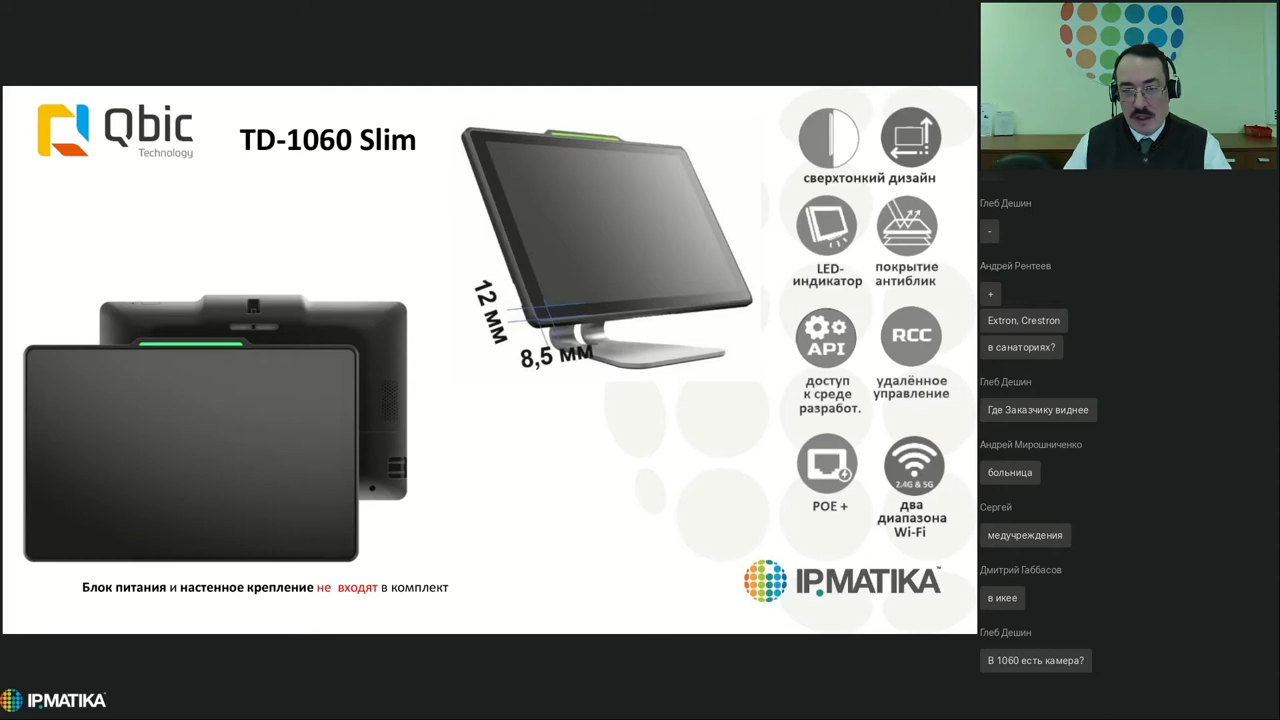 Qbic
Technology
TD-1060 Slim
12 мм
8,5 мм
сверхтонкий дизайн
LED-
индикатор
покрытие
антиблик
API
доступ
к среде
разработ.
RCC
удалённое
управление
POE +
2.4G & 5G
два
диапазона
Wi-Fi
Блок питания и настенное крепление не входят в комплект
IP.MATIKA™
IP.MATIKA
Глеб Дешин
-
Андрей Рентеев
+
Extron, Crestron
в санаториях?
Глеб Дешин
Где Заказчику виднее
Андрей Мирошниченко
больница
Сергей
медучреждения
Дмитрий Габбасов
в икее
Глеб Дешин
В 1060 есть камера?